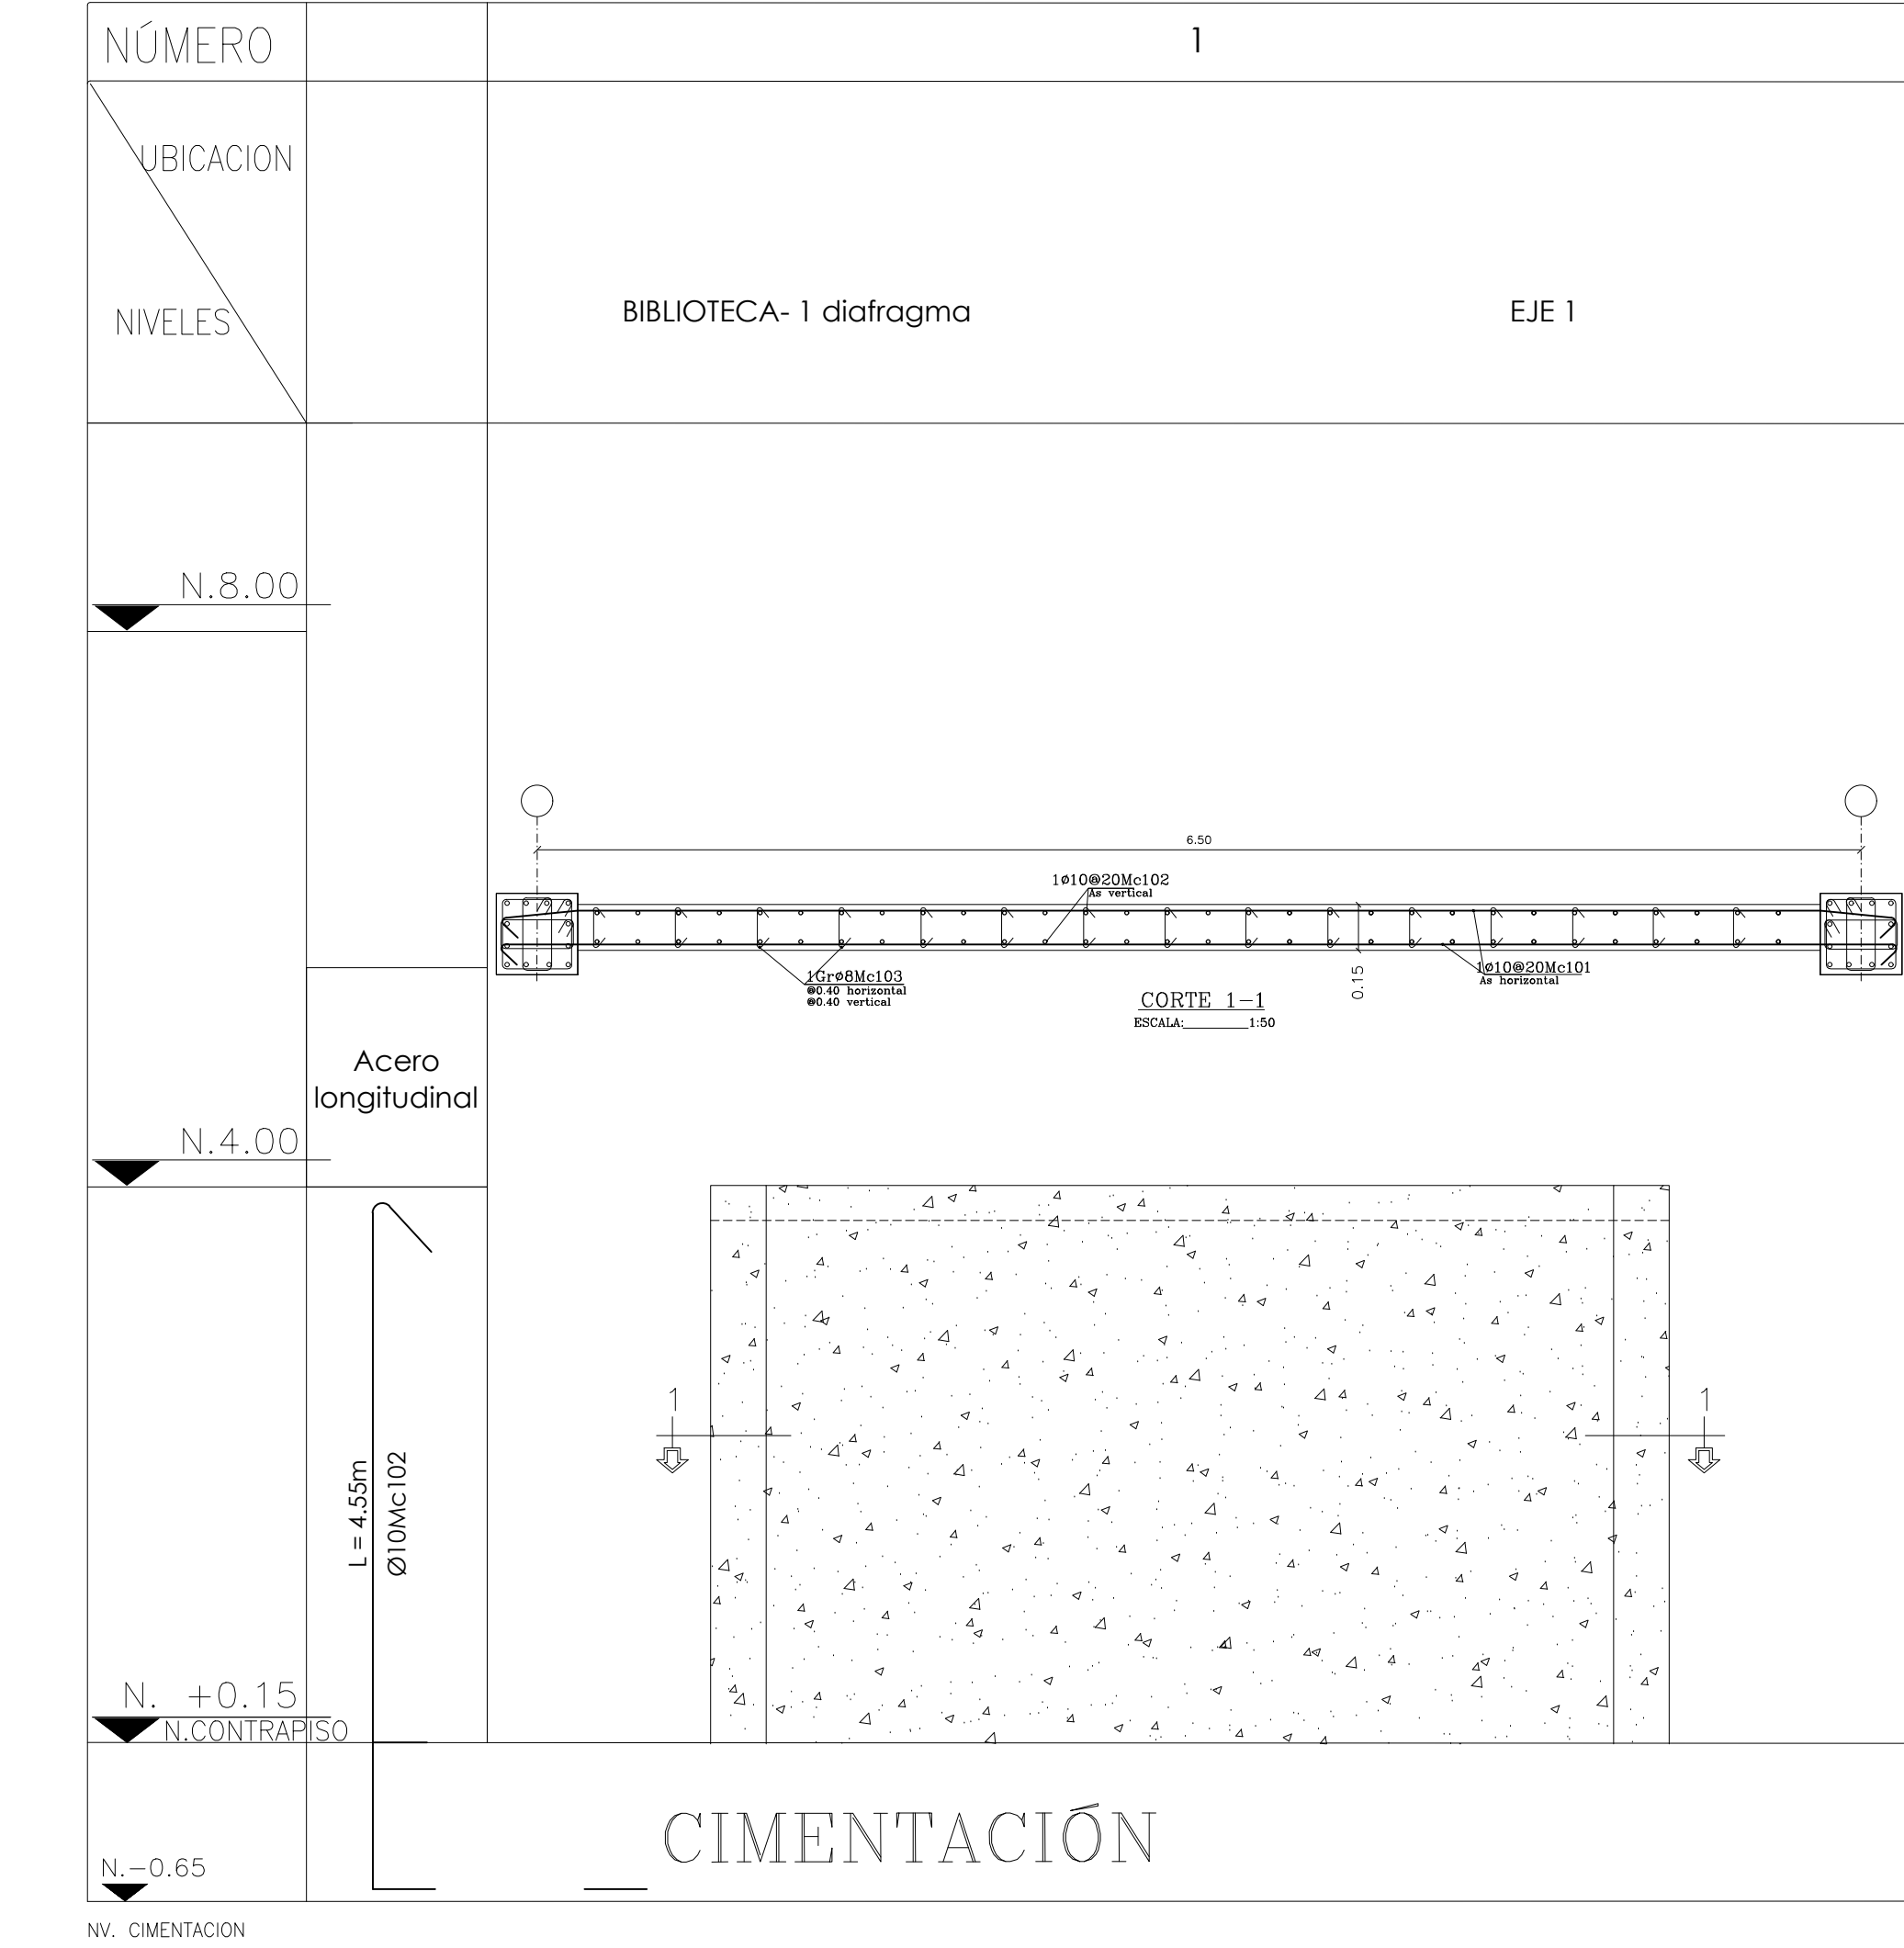 NÚMERO
1
UBICACION
NIVELES
BIBLIOTECA- 1 diafragma
EJE 1
N.8.00
6.50
1ø10@20Mc102
As vertical
1Grø8Mc103
@0.40 horizontal
@0.40 vertical
1ø10@20Mc101
As horizontal
0.15
CORTE 1-1
ESCALA:__________1:50
Acero
longitudinal
N.4.00
1
1
L = 4.55m
Ø10Mc102
N. +0.15
N.CONTRAPISO
CIMENTACIÓN
N.-0.65
NV. CIMENTACION